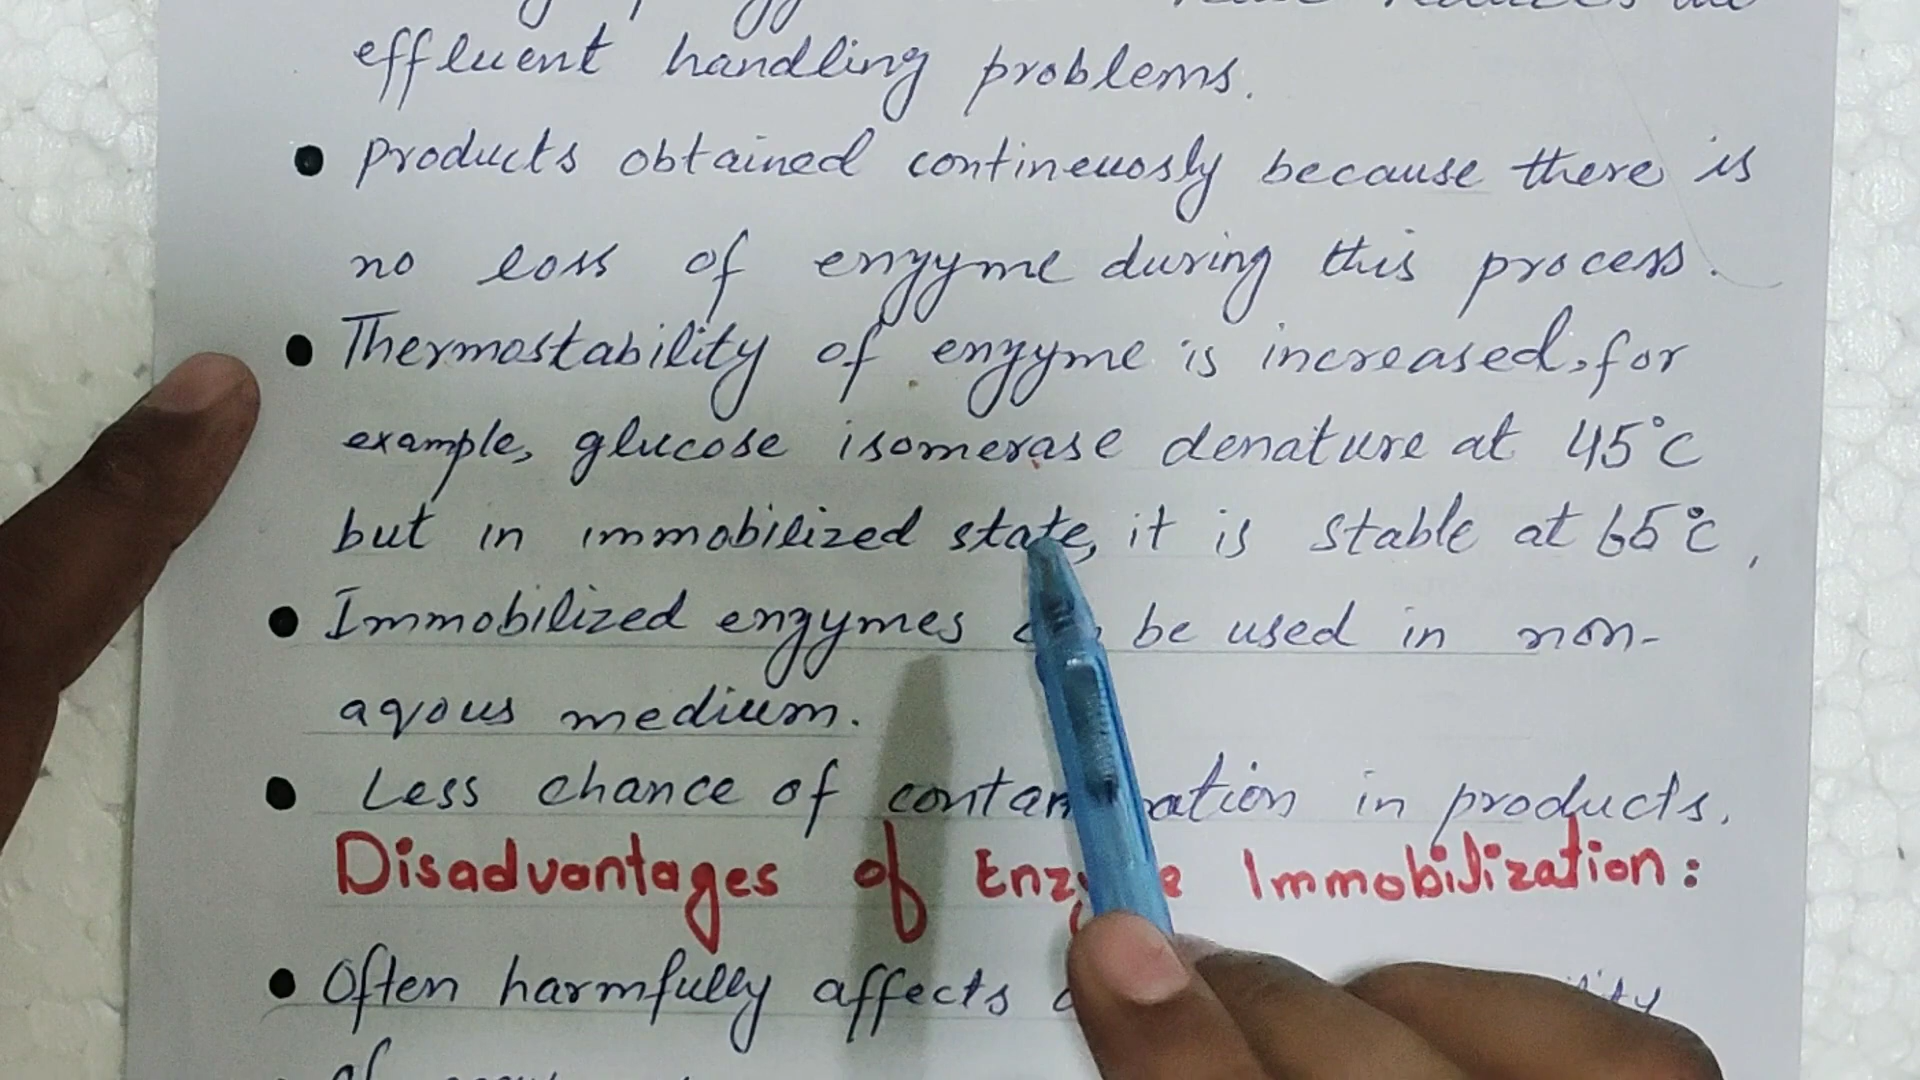 effluent handling problems.
• products obtained contineuosly because there is
no loss of enzyme during this process.
• Thermostability of enzyme is increased, for
example, glucose isomerase denature at 45°c
but in immobilized state, it is stable at 65°c,
• Immobilized enzymes be used in non-
aqous medium.
• Less chance of in products.
Disadvantages of Immobilization:
• Often harmfully affects
of